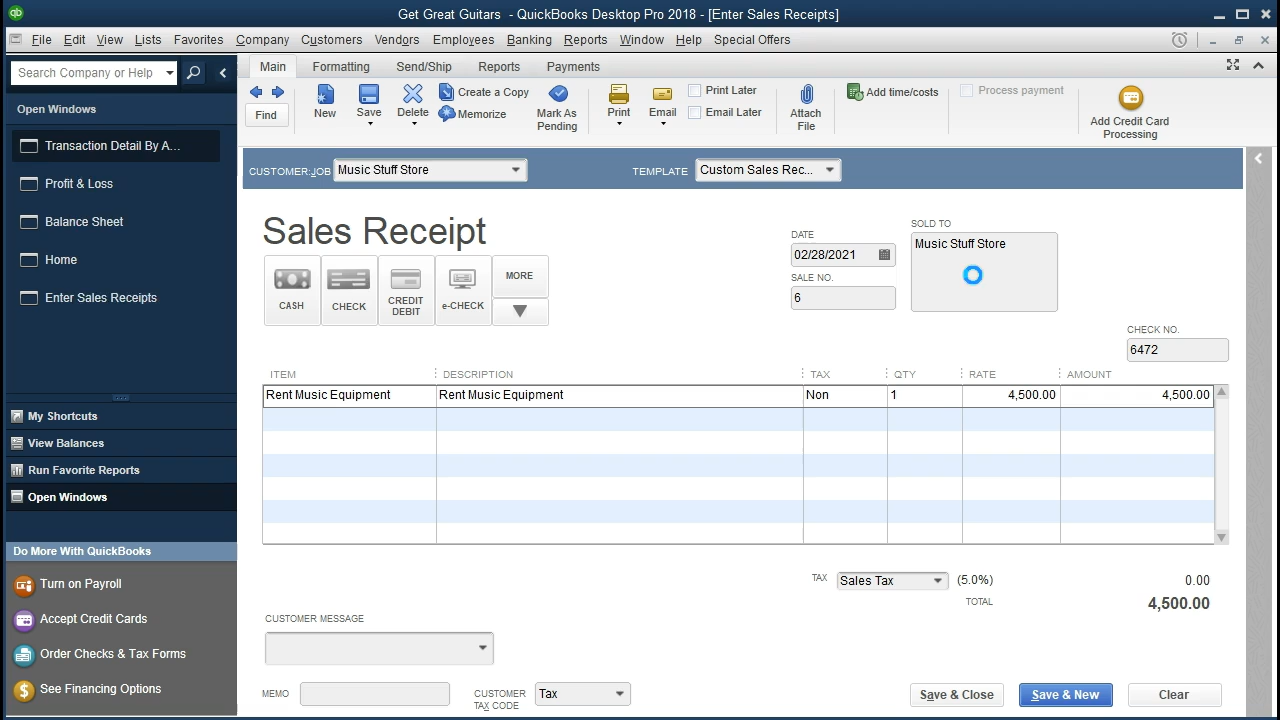 Get Great Guitars - QuickBooks Desktop Pro 2018 - [Enter Sales Receipts]
File Edit View Lists Favorites Company Customers Vendors Employees Banking Reports Window Help Special Offers
Search Company or Help
Open Windows
Transaction Detail By A...
Profit & Loss
Balance Sheet
Home
Enter Sales Receipts
My Shortcuts
View Balances
Run Favorite Reports
Open Windows
Do More With QuickBooks
Turn on Payroll
Accept Credit Cards
Order Checks & Tax Forms
See Financing Options
Main Formatting Send/Ship Reports Payments
Find
New
Save
Delete
Create a Copy
Memorize
Mark As
Pending
Print
Email
Print Later
Email Later
Attach
File
Add time/costs
Process payment
Add Credit Card
Processing
CUSTOMER:JOB Music Stuff Store
TEMPLATE Custom Sales Rec...
Sales Receipt
CASH
CHECK
CREDIT
DEBIT
e-CHECK
MORE
DATE
02/28/2021
SALE NO.
6
SOLD TO
Music Stuff Store
CHECK NO.
6472
ITEM DESCRIPTION TAX QTY RATE AMOUNT
Rent Music Equipment Rent Music Equipment Non 1 4,500.00 4,500.00
TAX Sales Tax (5.0%) 0.00
TOTAL 4,500.00
CUSTOMER MESSAGE
MEMO
CUSTOMER
TAX CODE
Tax
Save & Close
Save & New
Clear